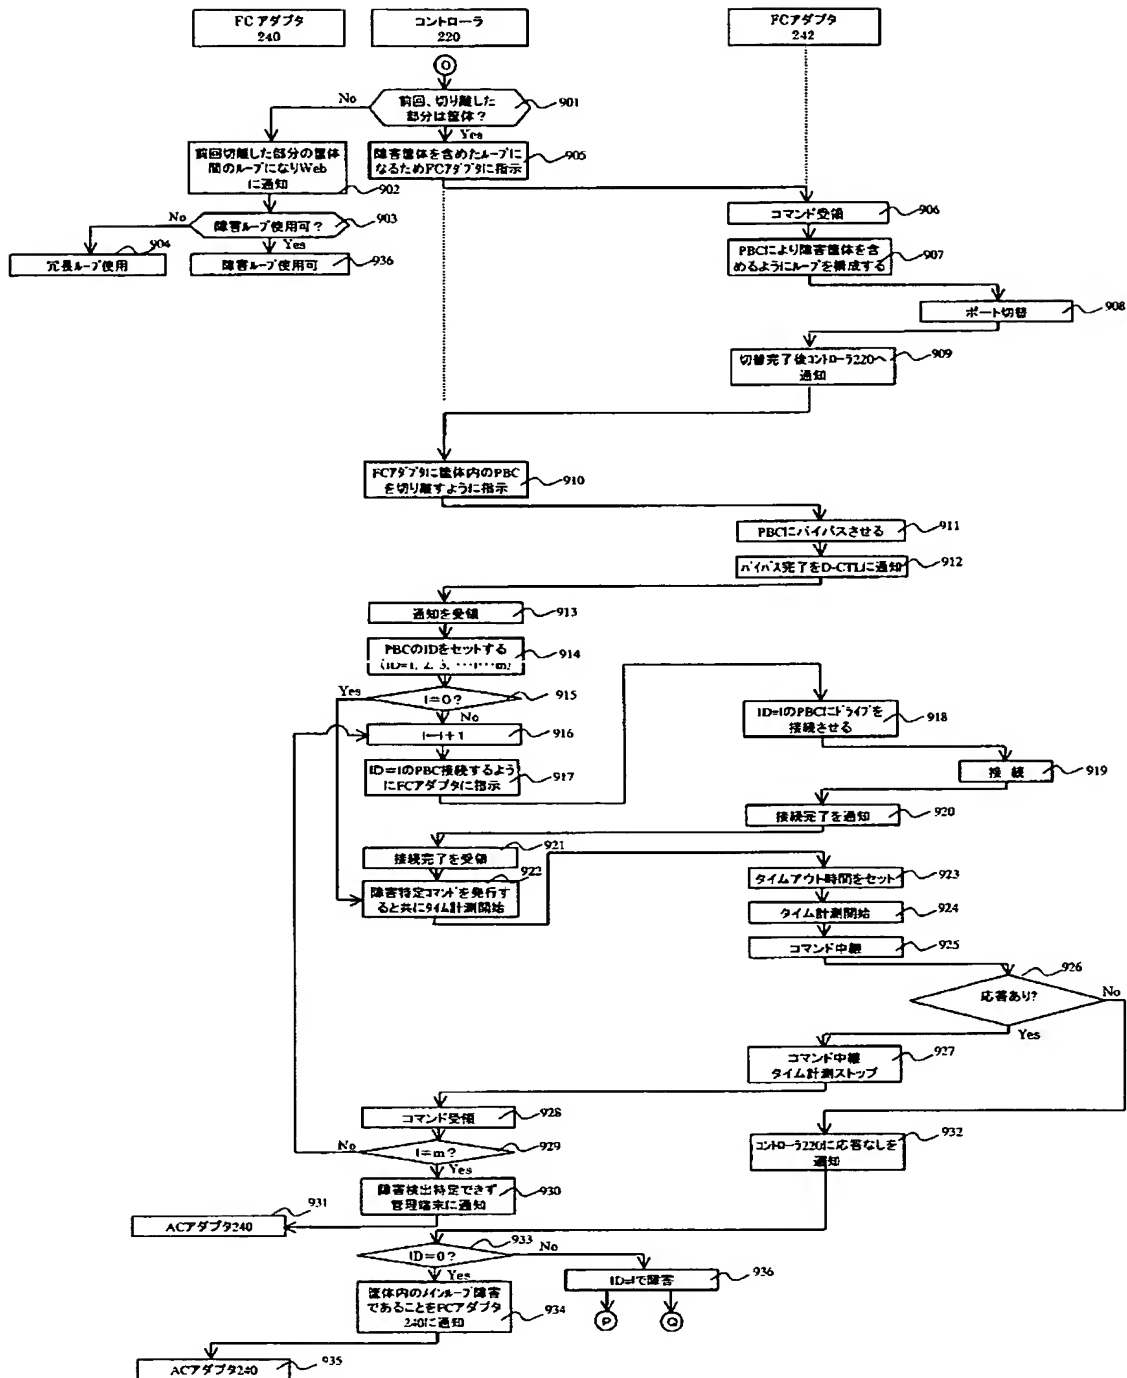 FCアダプタ
240
コントローラ
220
FCアダプタ
242
O
前回、切り離した
部分は筐体?
901
No
Yes
前回切離した部分の筐体
間のループになりWeb
に通知
902
障害筐体を含めたループに
なるためFCアダプタに指示
905
障害ループ使用可?
903
No
Yes
904
冗長ループ使用
障害ループ使用可
936
コマンド受領
906
PBCにより障害筐体を含
めるようにループを構成する
907
ポート切替
908
切替完了後コントローラ220へ
通知
909
FCアダプタに筐体内のPBC
を切り離すように指示
910
PBCにバイパスさせる
911
バイパス完了をD-CTLに通知
912
通知を受領
913
PBCのIDをセットする
(ID=1, 2, 3, …I…m)
914
I=0?
915
Yes
No
I←I+1
916
ID=IのPBC接続するよう
にFCアダプタに指示
917
ID=IのPBCにドライブを
接続させる
918
接 続
919
接続完了を通知
920
接続完了を受領
921
障害特定コマンドを発行す
ると共にタイム計測開始
922
タイムアウト時間をセット
923
タイム計測開始
924
コマンド中継
925
応答あり?
926
No
Yes
コマンド中継
タイム計測ストップ
927
コマンド受領
928
I=m?
929
No
Yes
障害検出特定できず
管理端末に通知
930
コントローラ220に応答なしを
通知
932
931
ACアダプタ240
ID=0?
933
No
Yes
ID=Iで障害
936
P
Q
筐体内のメインループ障害
であることをFCアダプタ
240に通知
934
ACアダプタ240
935